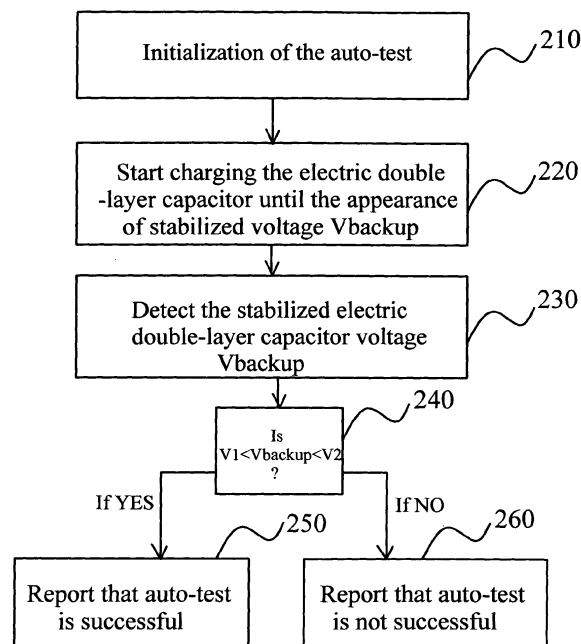 Initialization of the auto-test
210
Start charging the electric double
-layer capacitor until the appearance
of stabilized voltage Vbackup
220
Detect the stabilized electric
double-layer capacitor voltage
Vbackup
230
Is
V1<Vbackup<V2
?
240
If YES
If NO
250
260
Report that auto-test
is successful
Report that auto-test
is not successful